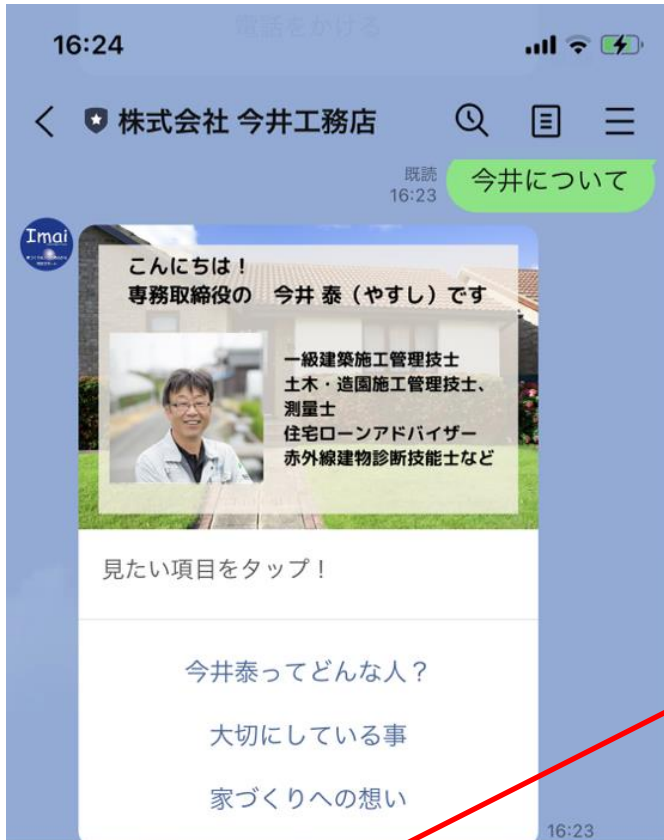 電話をかける
16:24
株式会社 今井工務店
既読
16:23
今井について
Imai
こんにちは！
専務取締役の 今井 泰（やすし）です
一級建築施工管理技士
土木・造園施工管理技士、
測量士
住宅ローンアドバイザー
赤外線建物診断技能士など
見たい項目をタップ！
今井泰ってどんな人？
大切にしている事
家づくりへの想い
16:23